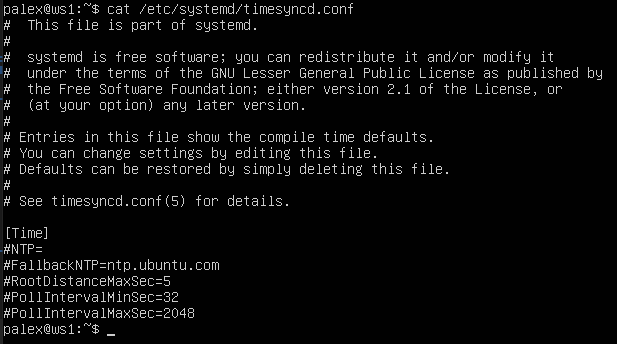 palex@ws1:~$ cat /etc/systemd/timesyncd.conf
#  This file is part of systemd.
#
#  systemd is free software; you can redistribute it and/or modify it
#  under the terms of the GNU Lesser General Public License as published by
#  the Free Software Foundation; either version 2.1 of the License, or
#  (at your option) any later version.
#
# Entries in this file show the compile time defaults.
# You can change settings by editing this file.
# Defaults can be restored by simply deleting this file.
#
# See timesyncd.conf(5) for details.

[Time]
#NTP=
#FallbackNTP=ntp.ubuntu.com
#RootDistanceMaxSec=5
#PollIntervalMinSec=32
#PollIntervalMaxSec=2048
palex@ws1:~$ _